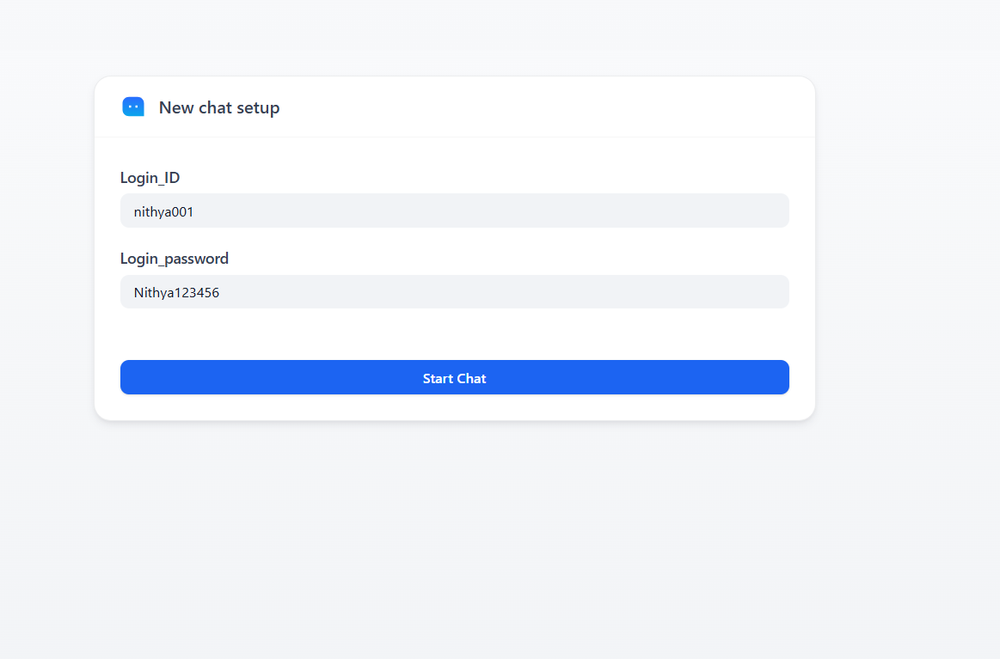 New chat setup
Login_ID
nithya001
Login_password
Nithya123456
Start Chat